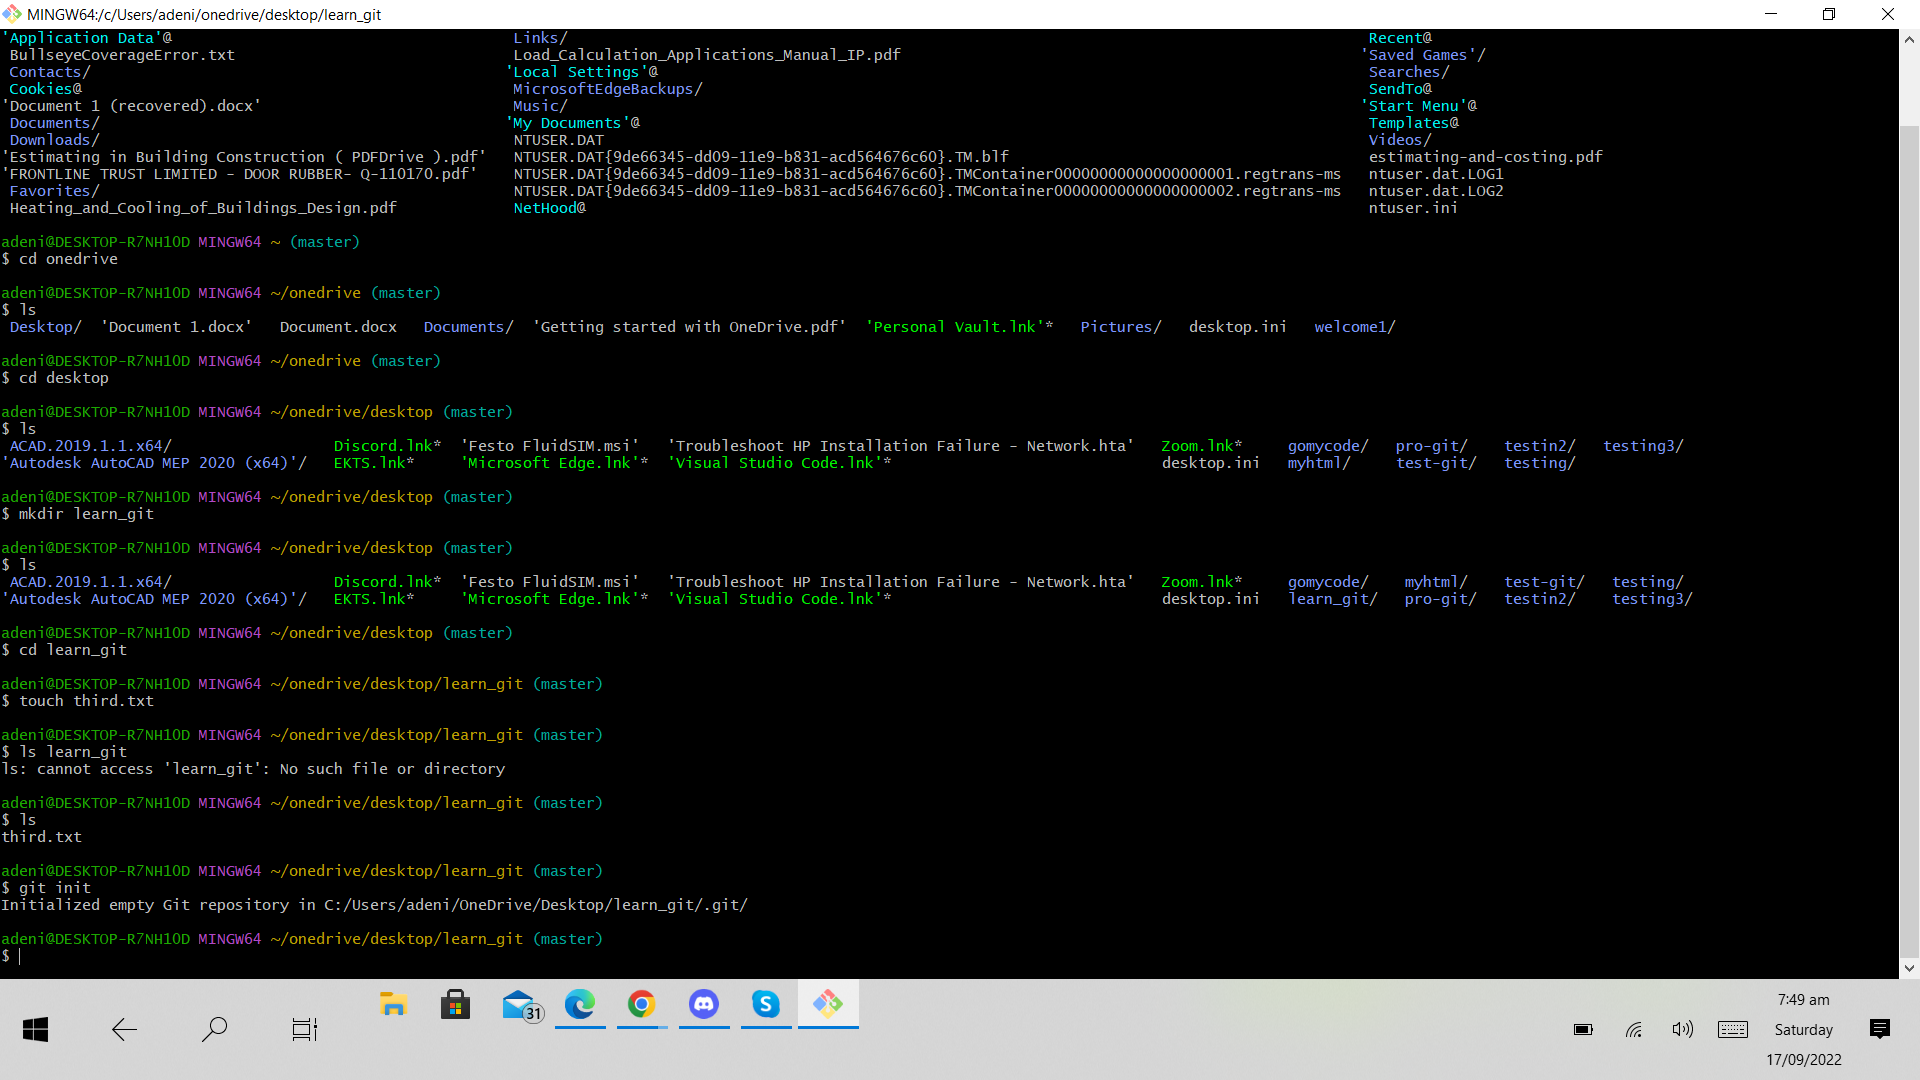 MINGW64:/c/Users/adeni/onedrive/desktop/learn_git
'Application Data'@ Links/ Recent@
BullseyeCoverageError.txt Load_Calculation_Applications_Manual_IP.pdf 'Saved Games'/
Contacts/ 'Local Settings'@ Searches/
Cookies@ MicrosoftEdgeBackups/ SendTo@
'Document 1 (recovered).docx' Music/ 'Start Menu'@
Documents/ 'My Documents'@ Templates@
Downloads/ NTUSER.DAT Videos/
'Estimating in Building Construction ( PDFDrive ).pdf' NTUSER.DAT{9de66345-dd09-11e9-b831-acd564676c60}.TM.blf estimating-and-costing.pdf
'FRONTLINE TRUST LIMITED - DOOR RUBBER- Q-110170.pdf' NTUSER.DAT{9de66345-dd09-11e9-b831-acd564676c60}.TMContainer00000000000000000001.regtrans-ms ntuser.dat.LOG1
Favorites/ NTUSER.DAT{9de66345-dd09-11e9-b831-acd564676c60}.TMContainer00000000000000000002.regtrans-ms ntuser.dat.LOG2
Heating_and_Cooling_of_Buildings_Design.pdf NetHood@ ntuser.ini
adeni@DESKTOP-R7NH1OD MINGW64 ~ (master)
$ cd onedrive
adeni@DESKTOP-R7NH1OD MINGW64 ~/onedrive (master)
$ ls
Desktop/ 'Document 1.docx' Document.docx Documents/ 'Getting started with OneDrive.pdf' 'Personal Vault.lnk'* Pictures/ desktop.ini welcome1/
adeni@DESKTOP-R7NH1OD MINGW64 ~/onedrive (master)
$ cd desktop
adeni@DESKTOP-R7NH1OD MINGW64 ~/onedrive/desktop (master)
$ ls
ACAD.2019.1.1.x64/ Discord.lnk* 'Festo FluidSIM.msi' 'Troubleshoot HP Installation Failure - Network.hta' Zoom.lnk* gomycode/ pro-git/ testin2/ testing3/
'Autodesk AutoCAD MEP 2020 (x64)'/ EKTS.lnk* 'Microsoft Edge.lnk'* 'Visual Studio Code.lnk'* desktop.ini myhtml/ test-git/ testing/
adeni@DESKTOP-R7NH1OD MINGW64 ~/onedrive/desktop (master)
$ mkdir learn_git
adeni@DESKTOP-R7NH1OD MINGW64 ~/onedrive/desktop (master)
$ ls
ACAD.2019.1.1.x64/ Discord.lnk* 'Festo FluidSIM.msi' 'Troubleshoot HP Installation Failure - Network.hta' Zoom.lnk* gomycode/ myhtml/ test-git/ testing/
'Autodesk AutoCAD MEP 2020 (x64)'/ EKTS.lnk* 'Microsoft Edge.lnk'* 'Visual Studio Code.lnk'* desktop.ini learn_git/ pro-git/ testin2/ testing3/
adeni@DESKTOP-R7NH1OD MINGW64 ~/onedrive/desktop (master)
$ cd learn_git
adeni@DESKTOP-R7NH1OD MINGW64 ~/onedrive/desktop/learn_git (master)
$ touch third.txt
adeni@DESKTOP-R7NH1OD MINGW64 ~/onedrive/desktop/learn_git (master)
$ ls learn_git
ls: cannot access 'learn_git': No such file or directory
adeni@DESKTOP-R7NH1OD MINGW64 ~/onedrive/desktop/learn_git (master)
$ ls
third.txt
adeni@DESKTOP-R7NH1OD MINGW64 ~/onedrive/desktop/learn_git (master)
$ git init
Initialized empty Git repository in C:/Users/adeni/OneDrive/Desktop/learn_git/.git/
adeni@DESKTOP-R7NH1OD MINGW64 ~/onedrive/desktop/learn_git (master)
$
31
7:49 am
Saturday
17/09/2022